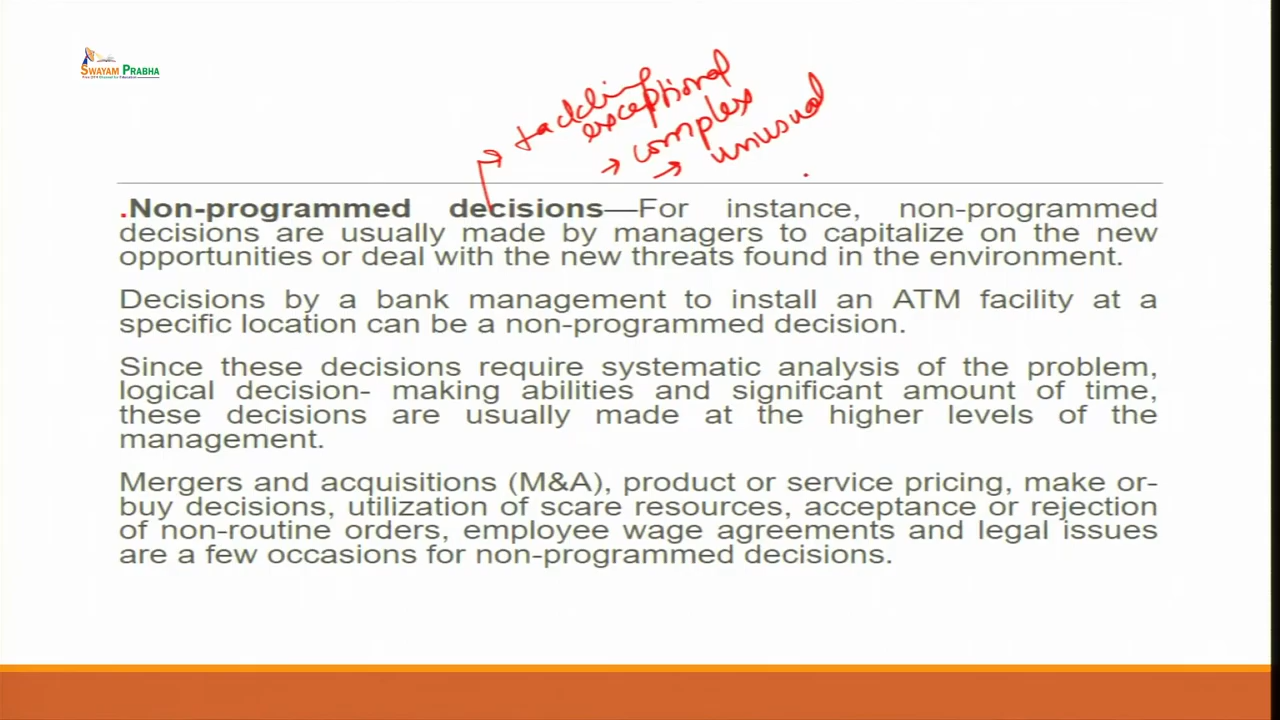 SWAYAM PRABHA
tackling
exceptional
→ complex
→ unusual
.Non-programmed decisions—For instance, non-programmed
decisions are usually made by managers to capitalize on the new
opportunities or deal with the new threats found in the environment.
Decisions by a bank management to install an ATM facility at a
specific location can be a non-programmed decision.
Since these decisions require systematic analysis of the problem,
logical decision- making abilities and significant amount of time,
these decisions are usually made at the higher levels of the
management.
Mergers and acquisitions (M&A), product or service pricing, make or-
buy decisions, utilization of scare resources, acceptance or rejection
of non-routine orders, employee wage agreements and legal issues
are a few occasions for non-programmed decisions.